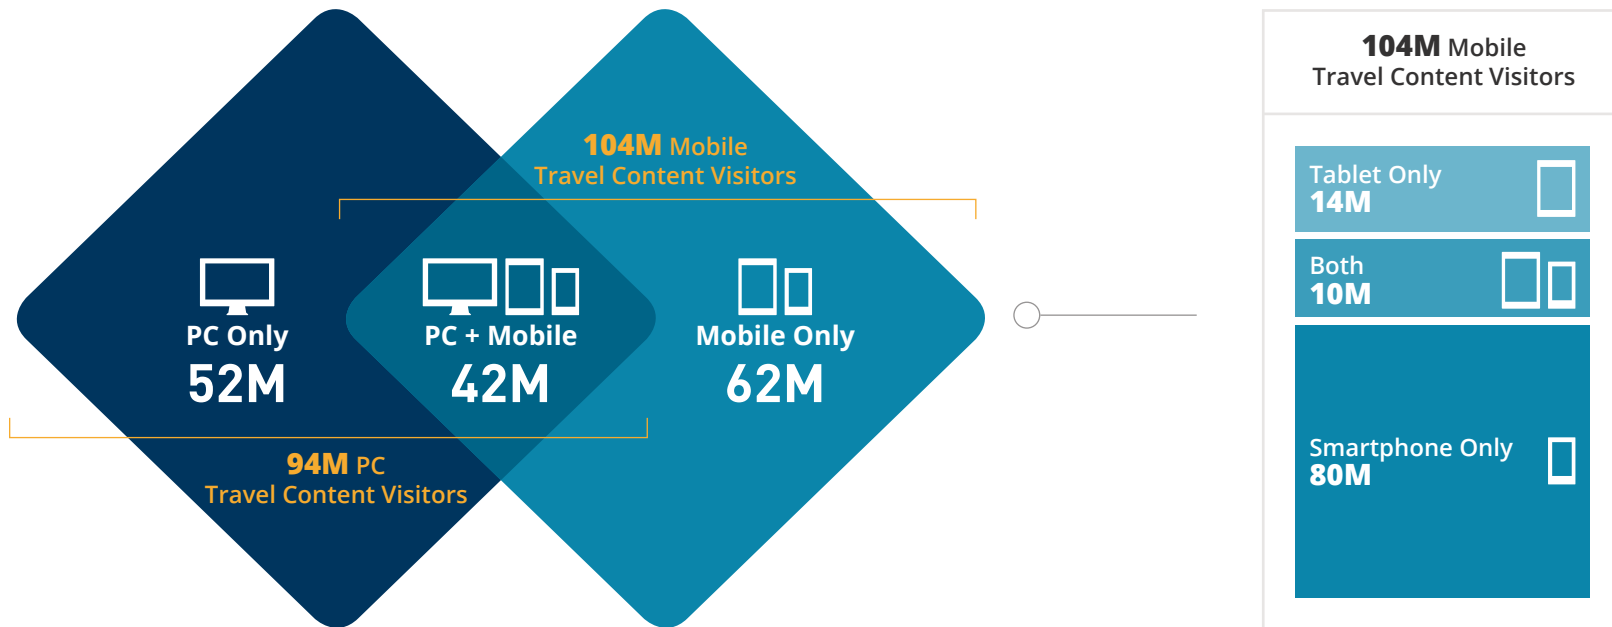 104M Mobile
Travel Content Visitors
PC Only
52M
PC + Mobile
42M
Mobile Only
62M
94M PC
Travel Content Visitors
104M Mobile
Travel Content Visitors
Tablet Only
14M
Both
10M
Smartphone Only
80M